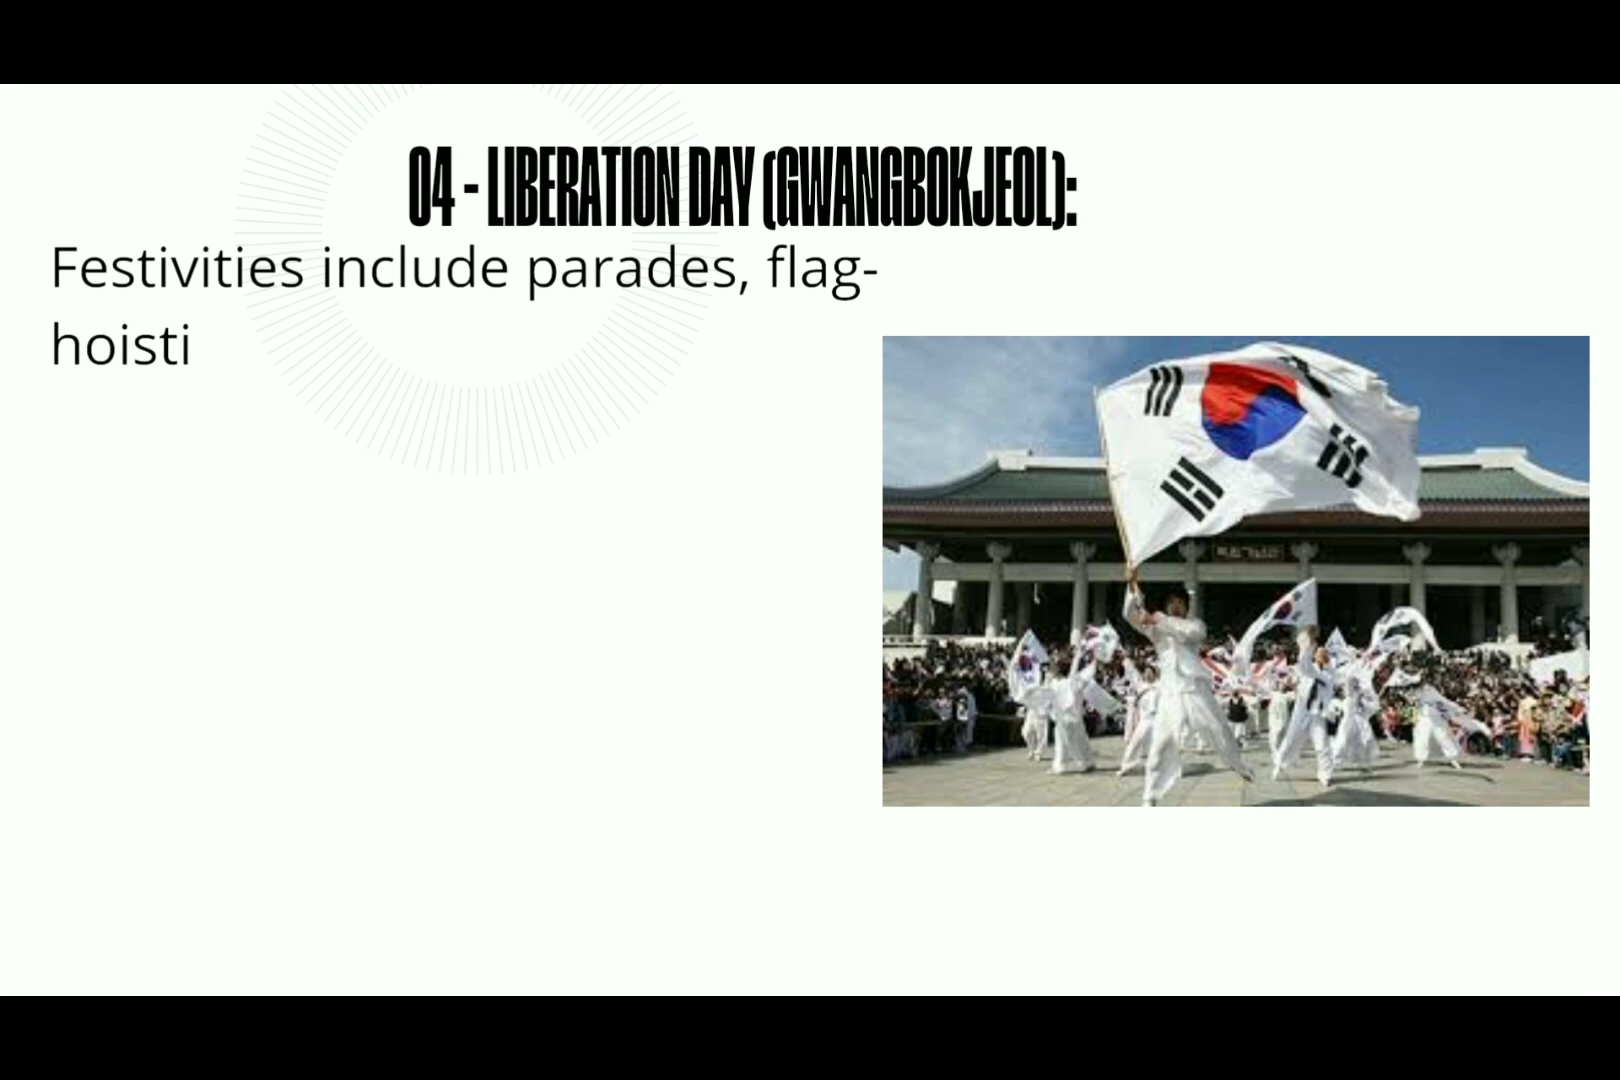 04 - LIBERATION DAY (GWANGBOKJEOL):
Festivities include parades, flag-
hoisti